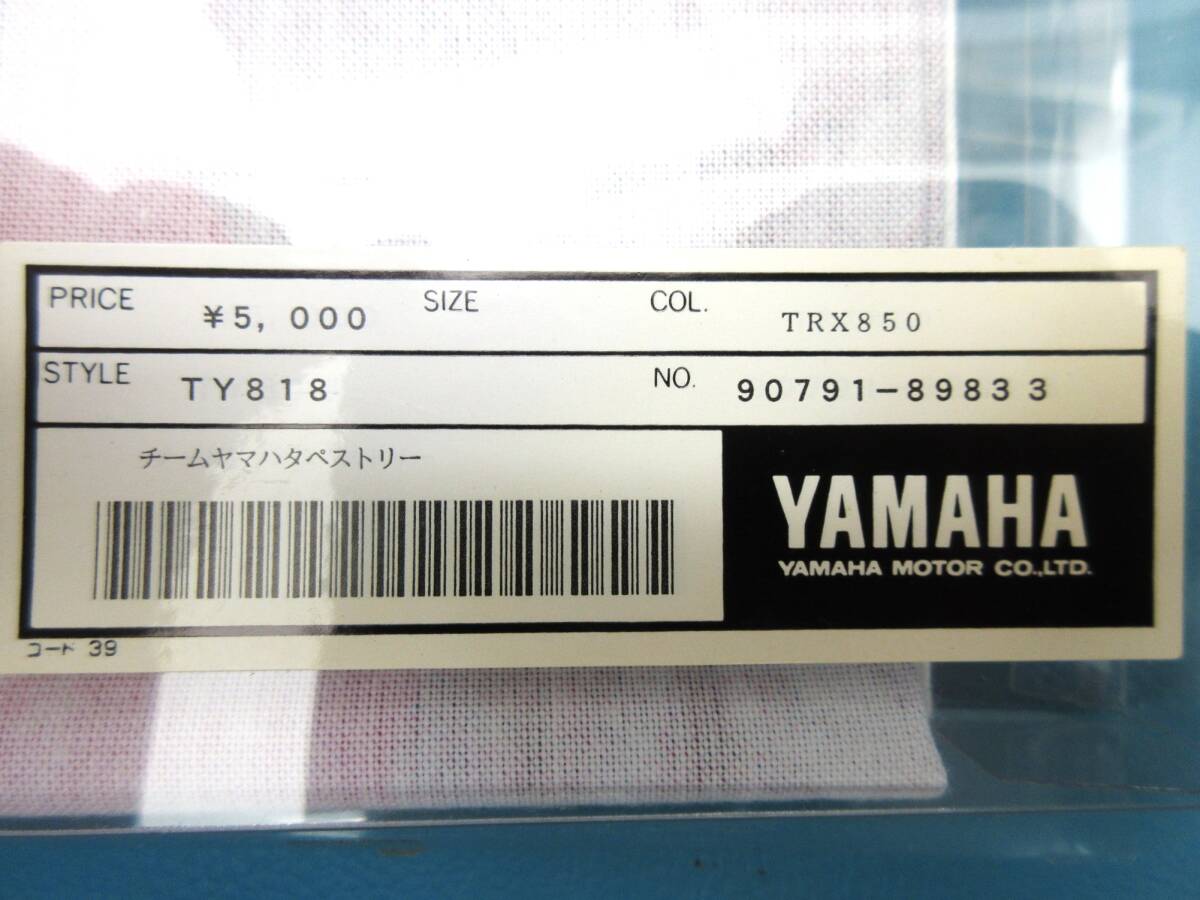 PRICE ¥5,000 SIZE COL. TRX850
STYLE TY818 NO. 90791-89833
チームヤマハタペストリー
YAMAHA
YAMAHA MOTOR CO.,LTD.
コード 39